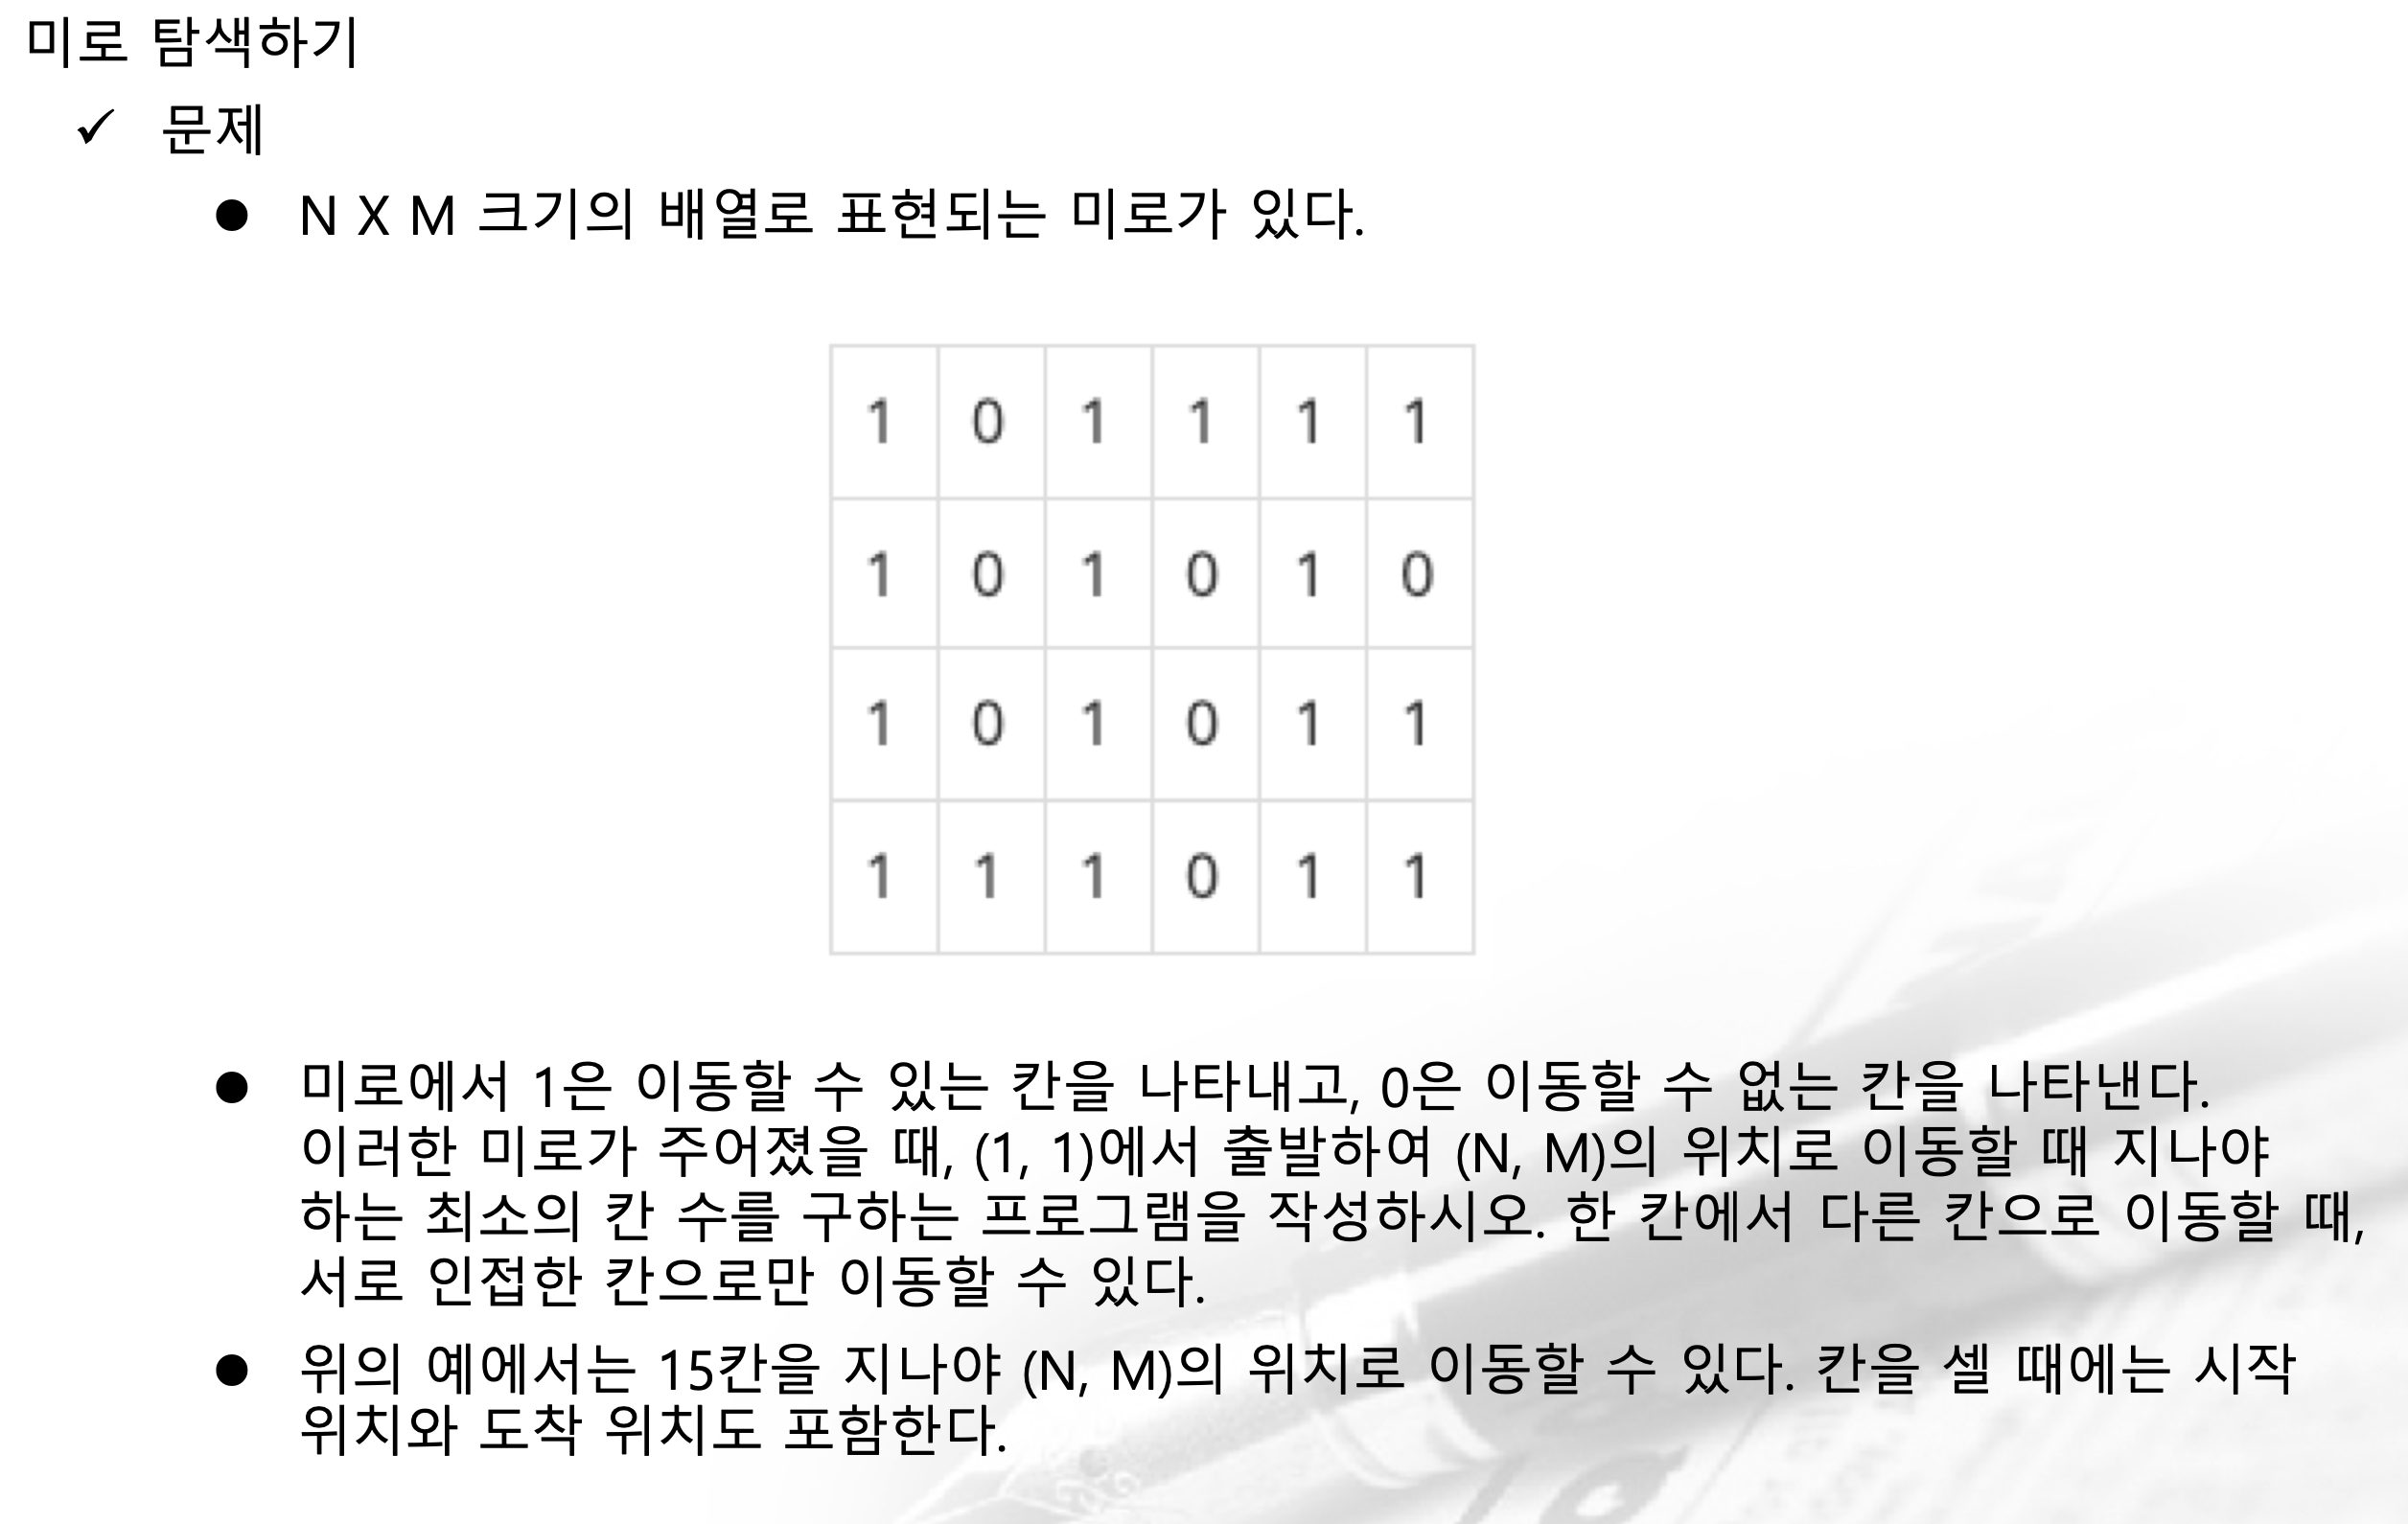 미로 탐색하기
✓ 문제
● N X M 크기의 배열로 표현되는 미로가 있다.
1 0 1 1 1 1
1 0 1 0 1 0
1 0 1 0 1 1
1 1 1 0 1 1
● 미로에서 1은 이동할 수 있는 칸을 나타내고, 0은 이동할 수 없는 칸을 나타낸다.
이러한 미로가 주어졌을 때, (1, 1)에서 출발하여 (N, M)의 위치로 이동할 때 지나야
하는 최소의 칸 수를 구하는 프로그램을 작성하시오. 한 칸에서 다른 칸으로 이동할 때,
서로 인접한 칸으로만 이동할 수 있다.
● 위의 예에서는 15칸을 지나야 (N, M)의 위치로 이동할 수 있다. 칸을 셀 때에는 시작
위치와 도착 위치도 포함한다.